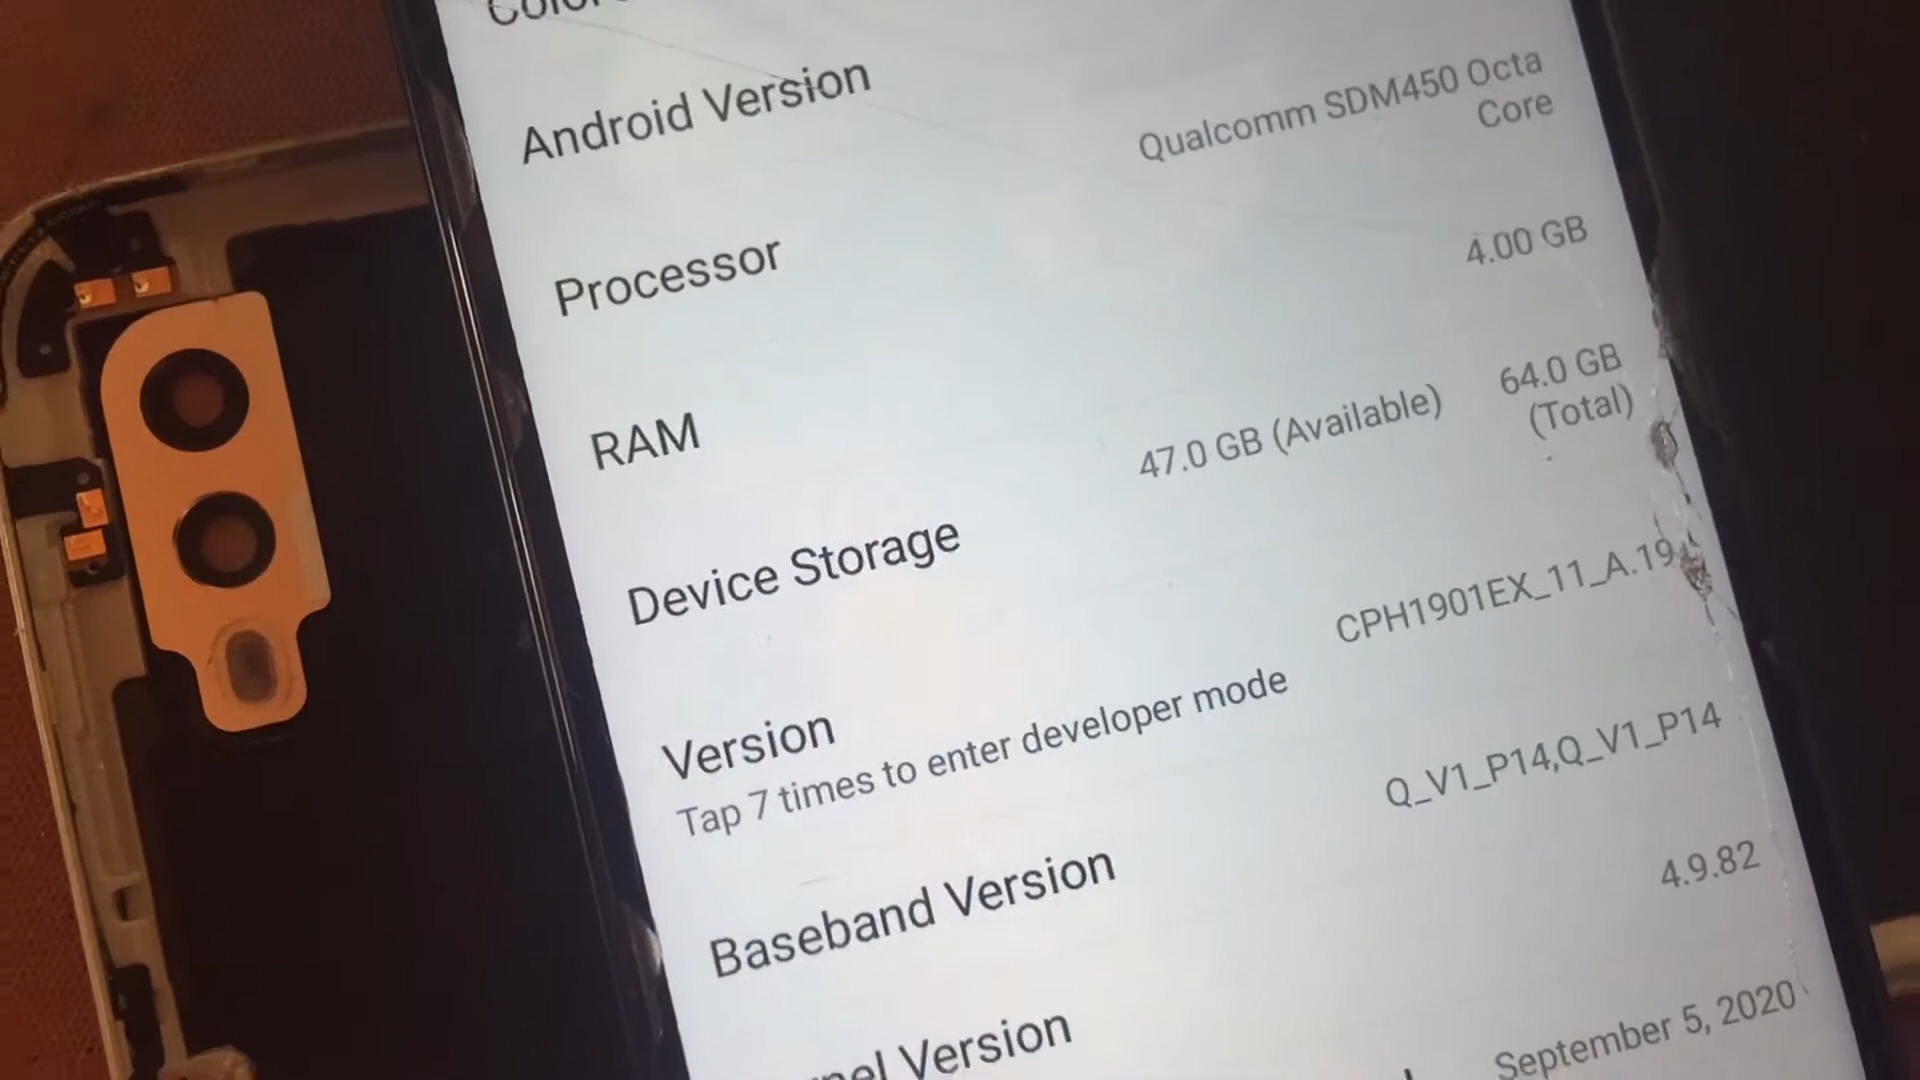 Android Version
Qualcomm SDM450 Octa
Core
Processor
4.00 GB
RAM
47.0 GB (Available)
64.0 GB
(Total)
Device Storage
CPH1901EX_11_A.19
Version
Tap 7 times to enter developer mode
Q_V1_P14,Q_V1_P14
Baseband Version
4.9.82
Version
September 5, 2020